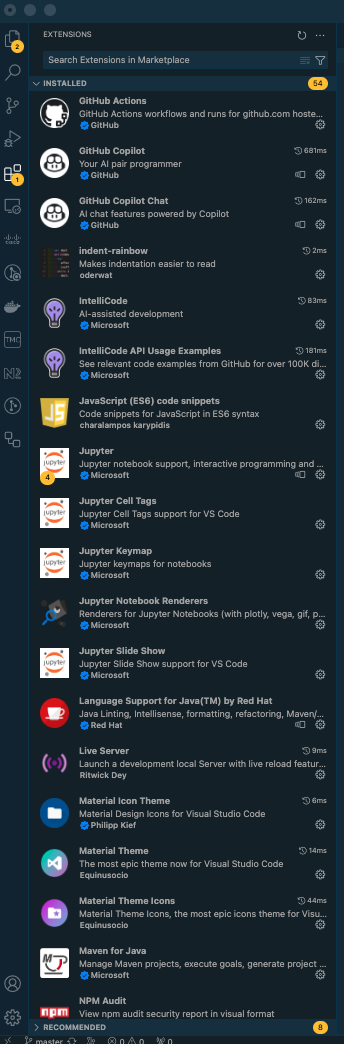 EXTENSIONS
Search Extensions in Marketplace
INSTALLED 54
2
1
GitHub Actions
GitHub Actions workflows and runs for github.com hoste...
GitHub
GitHub Copilot 681ms
Your AI pair programmer
GitHub
GitHub Copilot Chat 162ms
AI chat features powered by Copilot
GitHub
indent-rainbow 2ms
Makes indentation easier to read
oderwat
IntelliCode 83ms
AI-assisted development
Microsoft
IntelliCode API Usage Examples 181ms
See relevant code examples from GitHub for over 100K di...
Microsoft
JS
JavaScript (ES6) code snippets
Code snippets for JavaScript in ES6 syntax
charalampos karypidis
jupyter
4
Jupyter
Jupyter notebook support, interactive programming and ...
Microsoft
jupyter
Jupyter Cell Tags
Jupyter Cell Tags support for VS Code
Microsoft
jupyter
Jupyter Keymap
Jupyter keymaps for notebooks
Microsoft
Jupyter Notebook Renderers
Renderers for Jupyter Notebooks (with plotly, vega, gif, p...
Microsoft
jupyter
Jupyter Slide Show
Jupyter Slide Show support for VS Code
Microsoft
Language Support for Java(TM) by Red Hat
Java Linting, Intellisense, formatting, refactoring, Maven/...
Red Hat
Live Server 9ms
Launch a development local Server with live reload featur...
Ritwick Dey
Material Icon Theme 6ms
Material Design Icons for Visual Studio Code
Philipp Kief
Material Theme 14ms
The most epic theme now for Visual Studio Code
Equinusocio
Material Theme Icons 44ms
Material Theme Icons, the most epic icons theme for Visu...
Equinusocio
Maven for Java
Manage Maven projects, execute goals, generate project ...
Microsoft
npm
NPM Audit
View npm audit security report in visual format
RECOMMENDED 8
master 0 0 0
TMC